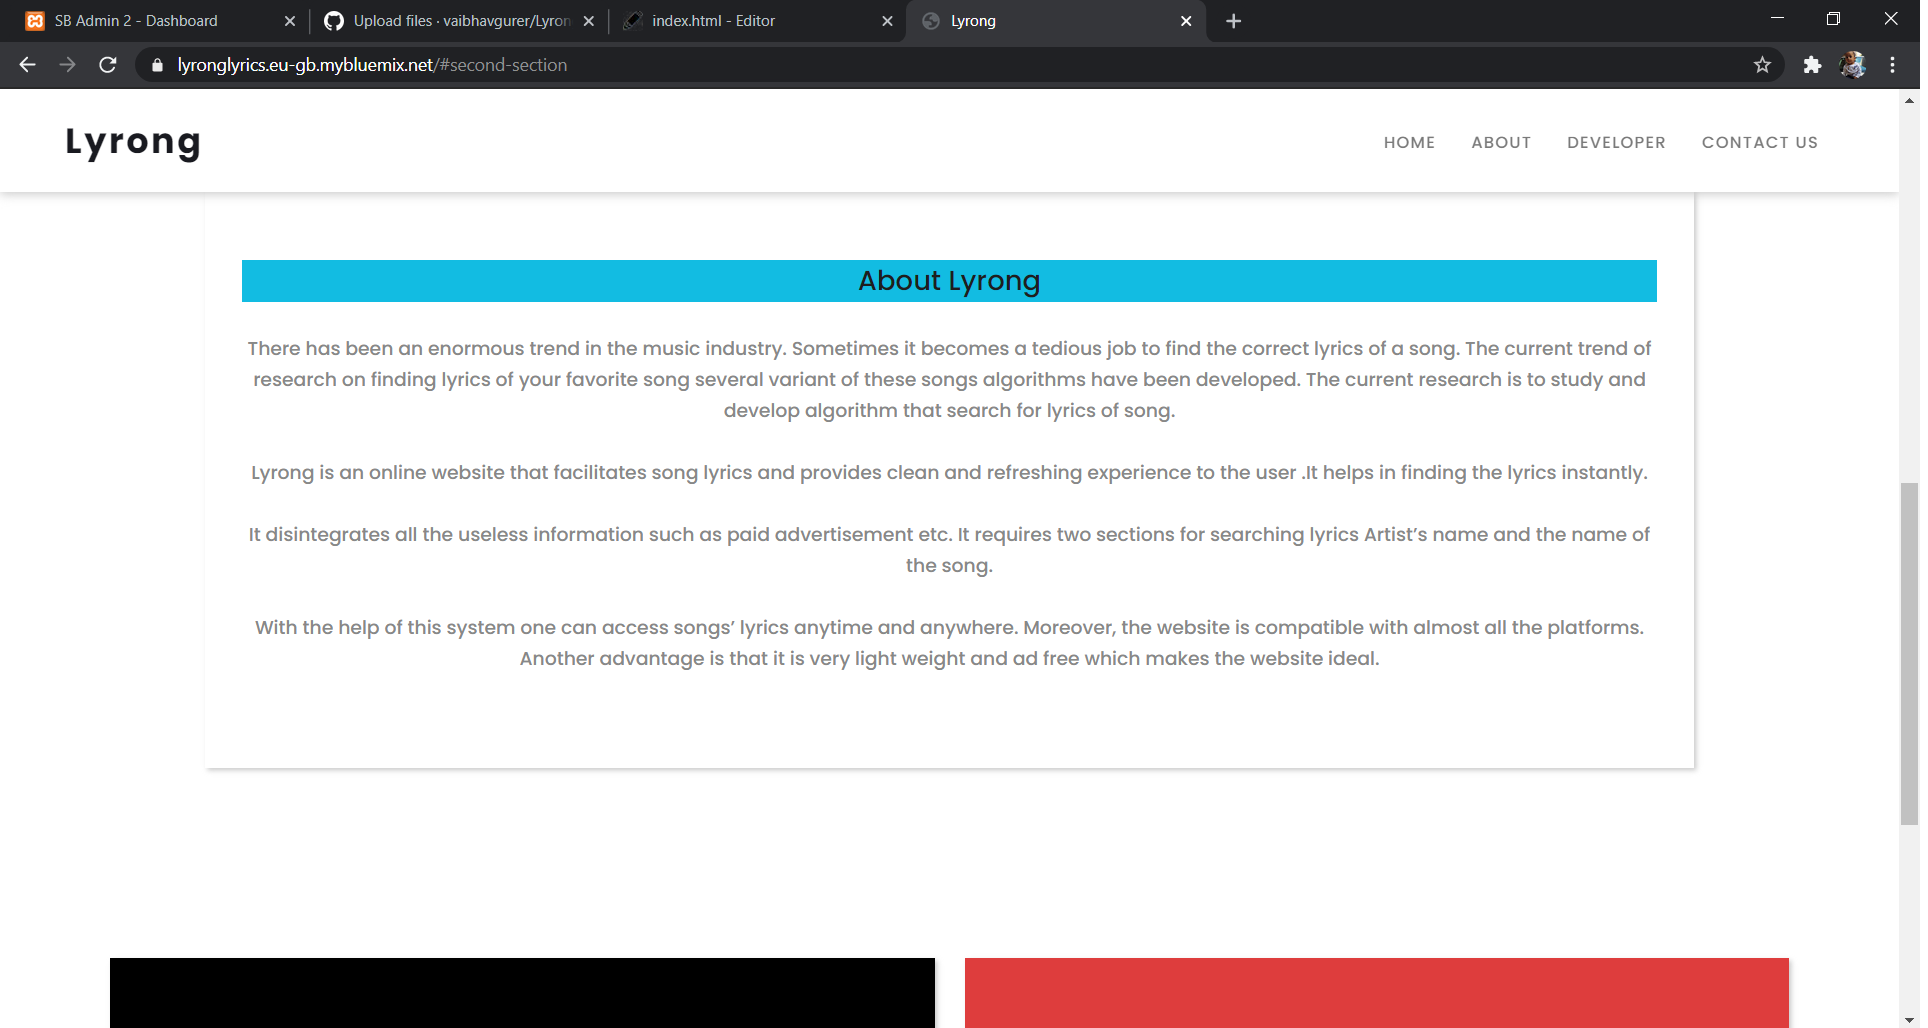 SB Admin 2 - Dashboard
Upload files · vaibhavgurer/Lyron
index.html - Editor
Lyrong
lyronglyrics.eu-gb.mybluemix.net/#second-section
Lyrong
HOME
ABOUT
DEVELOPER
CONTACT US
About Lyrong
There has been an enormous trend in the music industry. Sometimes it becomes a tedious job to find the correct lyrics of a song. The current trend of
research on finding lyrics of your favorite song several variant of these songs algorithms have been developed. The current research is to study and
develop algorithm that search for lyrics of song.
Lyrong is an online website that facilitates song lyrics and provides clean and refreshing experience to the user .It helps in finding the lyrics instantly.
It disintegrates all the useless information such as paid advertisement etc. It requires two sections for searching lyrics Artist’s name and the name of
the song.
With the help of this system one can access songs’ lyrics anytime and anywhere. Moreover, the website is compatible with almost all the platforms.
Another advantage is that it is very light weight and ad free which makes the website ideal.